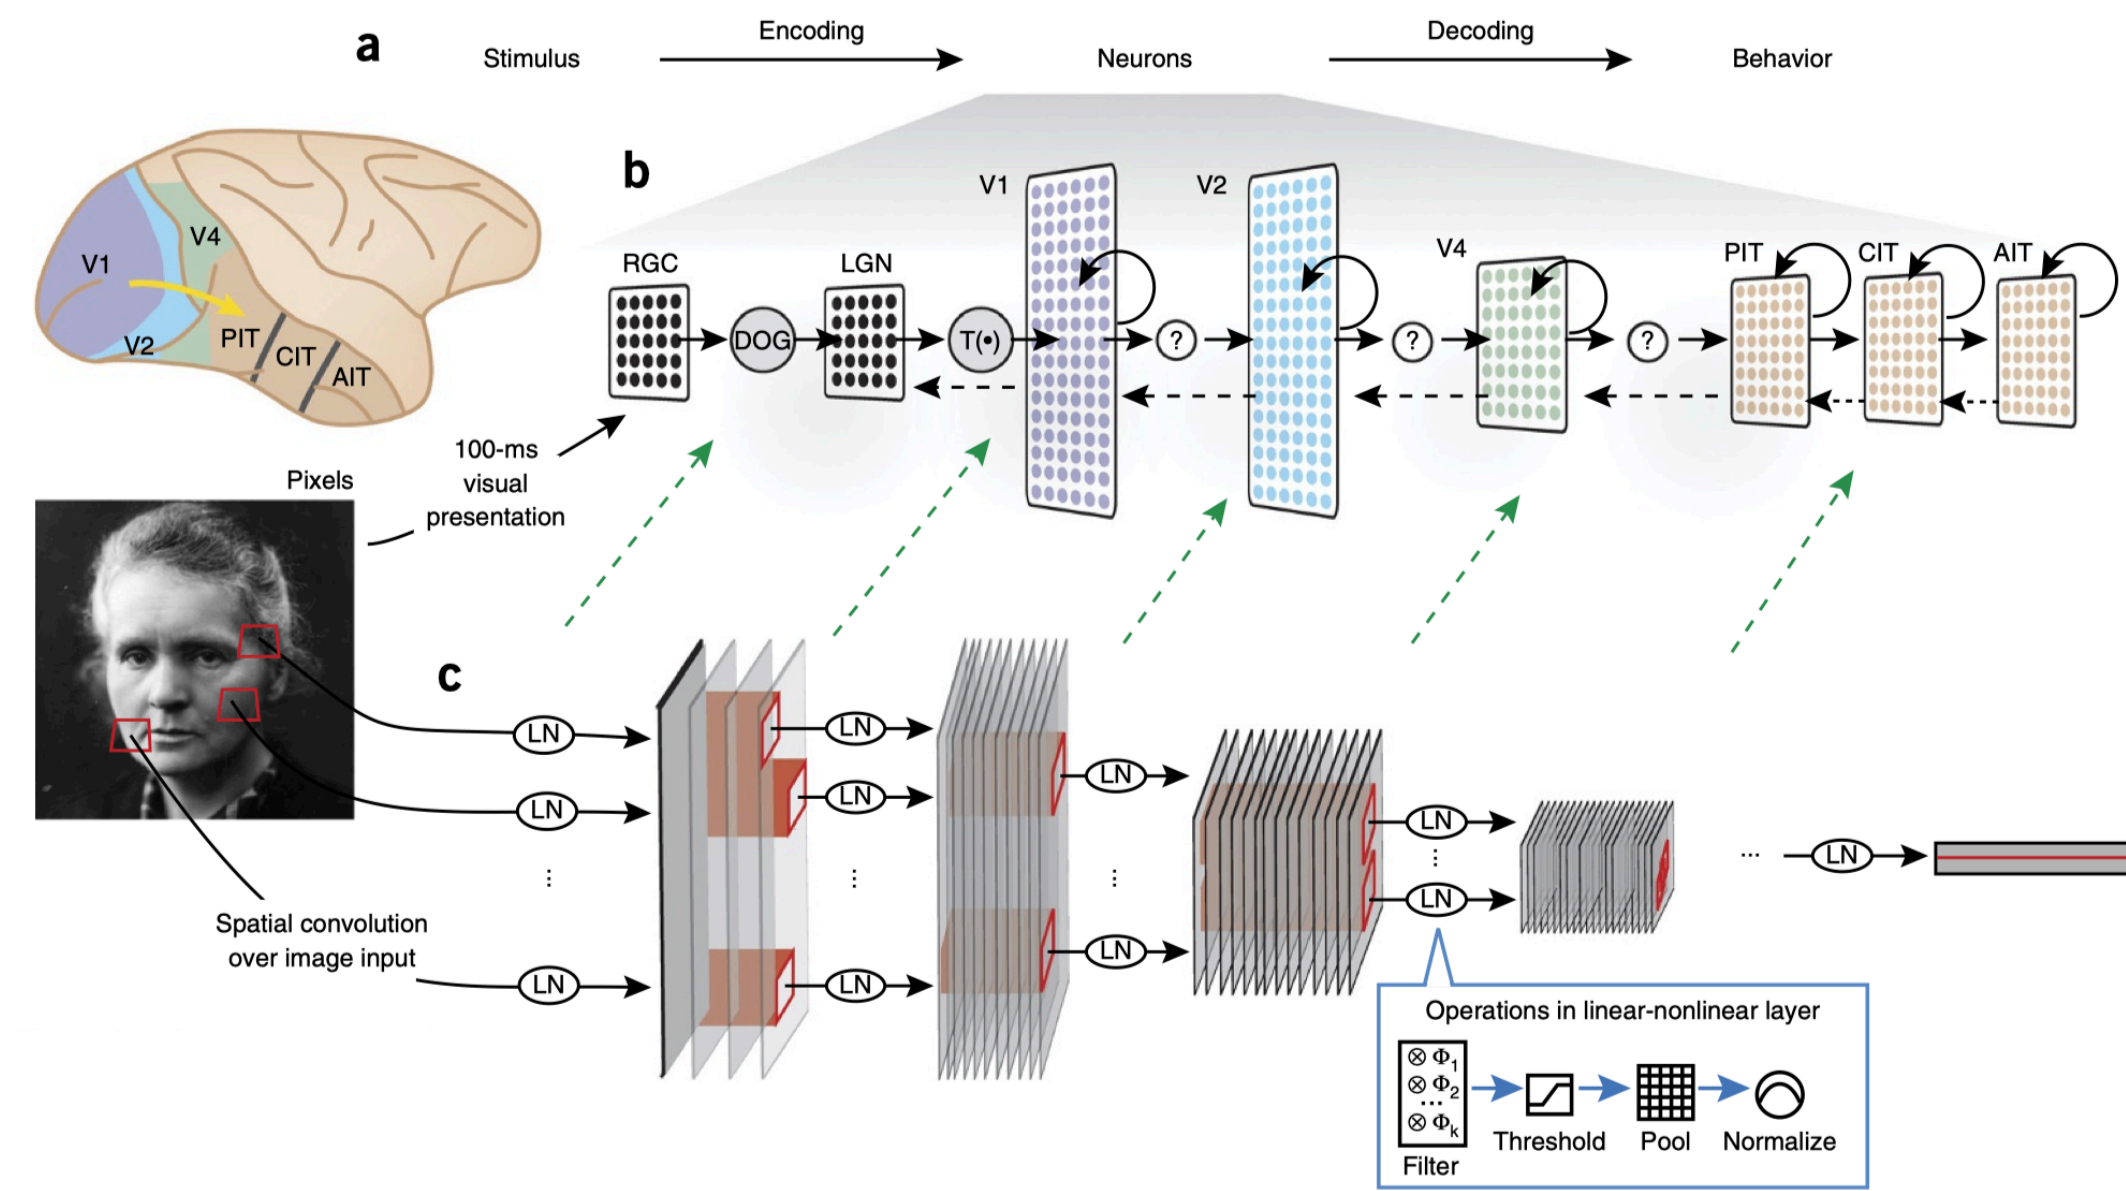 a
Stimulus
Encoding
Neurons
Decoding
Behavior
V1
V2
V4
PIT
CIT
AIT
b
RGC
DOG
LGN
T(•)
V1
?
V2
?
V4
?
PIT
CIT
AIT
100-ms
visual
presentation
Pixels
c
LN
LN
⋮
LN
LN
LN
⋮
LN
LN
⋮
LN
LN
⋮
LN
...
LN
Spatial convolution
over image input
Operations in linear-nonlinear layer
⊗ Φ1
⊗ Φ2
...
⊗ Φk
Filter
Threshold
Pool
Normalize